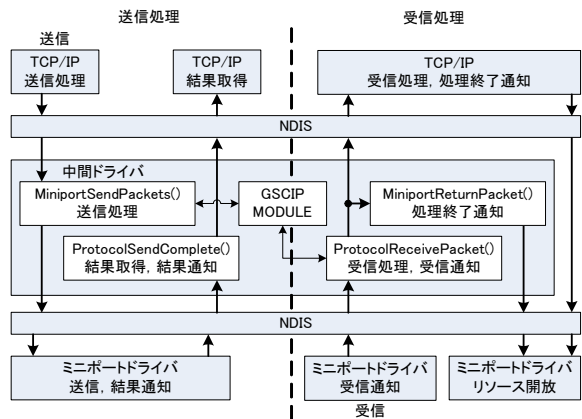 送信処理
受信処理
送信
TCP/IP
送信処理
TCP/IP
結果取得
TCP/IP
受信処理, 処理終了通知
NDIS
中間ドライバ
MiniportSendPackets()
送信処理
GSCIP
MODULE
MiniportReturnPacket()
処理終了通知
ProtocolSendComplete()
結果取得, 結果通知
ProtocolReceivePacket()
受信処理, 受信通知
NDIS
ミニポートドライバ
送信, 結果通知
ミニポートドライバ
受信通知
ミニポートドライバ
リソース開放
受信